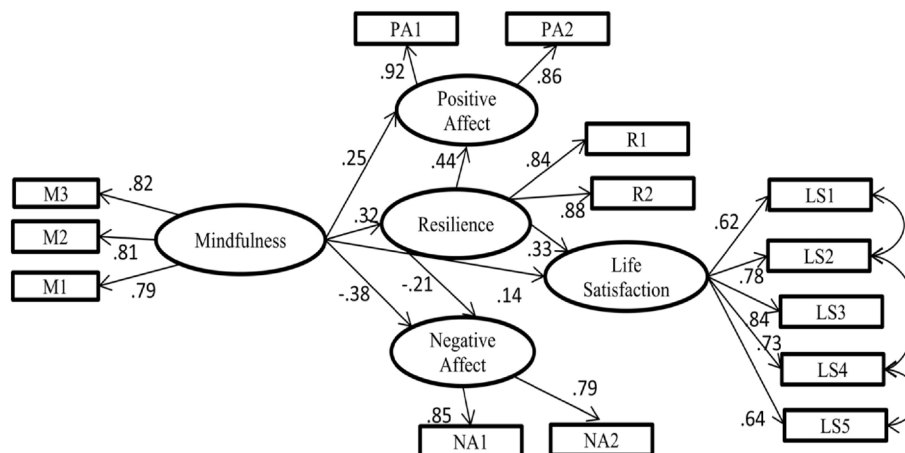 PA1
PA2
.92
.86
Positive
Affect
.25
.44
.84
R1
M3
.82
R2
.88
LS1
M2
.81
Mindfulness
.32
Resilience
.33
.62
LS2
.78
M1
.79
-.38
-.21
.14
Life
Satisfaction
LS3
.84
.73
Negative
Affect
LS4
.79
.64
.85
LS5
NA1
NA2